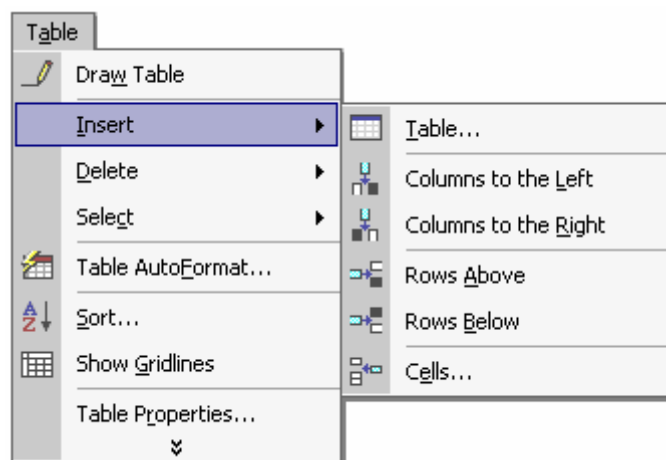 Table
Draw Table
Insert
Delete
Select
Table AutoFormat...
Sort...
Show Gridlines
Table Properties...
Table...
Columns to the Left
Columns to the Right
Rows Above
Rows Below
Cells...